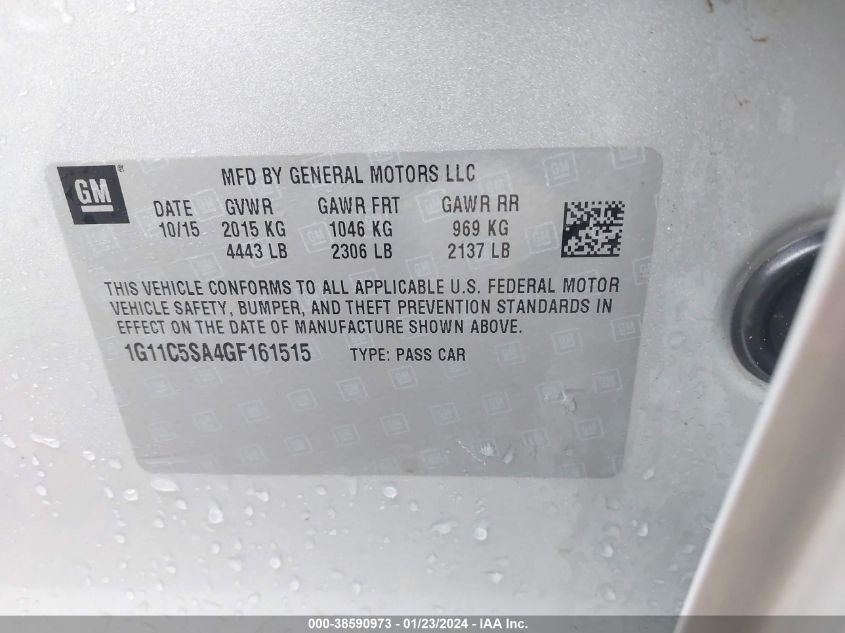 GM
MFD BY GENERAL MOTORS LLC
DATE GVWR GAWR FRT GAWR RR
10/15 2015 KG 1046 KG 969 KG
4443 LB 2306 LB 2137 LB
THIS VEHICLE CONFORMS TO ALL APPLICABLE U.S. FEDERAL MOTOR
VEHICLE SAFETY, BUMPER, AND THEFT PREVENTION STANDARDS IN
EFFECT ON THE DATE OF MANUFACTURE SHOWN ABOVE.
1G11C5SA4GF161515 TYPE: PASS CAR
000-38590973 - 01/23/2024 - IAA Inc.